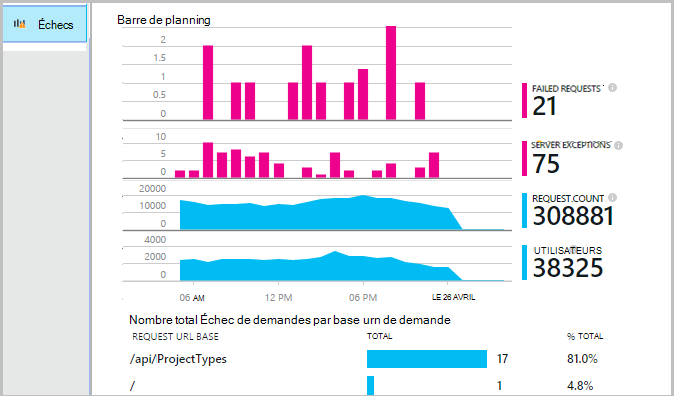 Échecs
Barre de planning
2
1.5
1
0.5
0
FAILED REQUESTS
21
10
5
0
SERVER EXCEPTIONS
75
20000
10000
0
REQUEST.COUNT
308881
4000
2000
0
UTILISATEURS
38325
06 AM 12 PM 06 PM LE 26 AVRIL
Nombre total Échec de demandes par base urn de demande
REQUEST URL BASE TOTAL % TOTAL
/api/ProjectTypes 17 81.0%
/ 1 4.8%